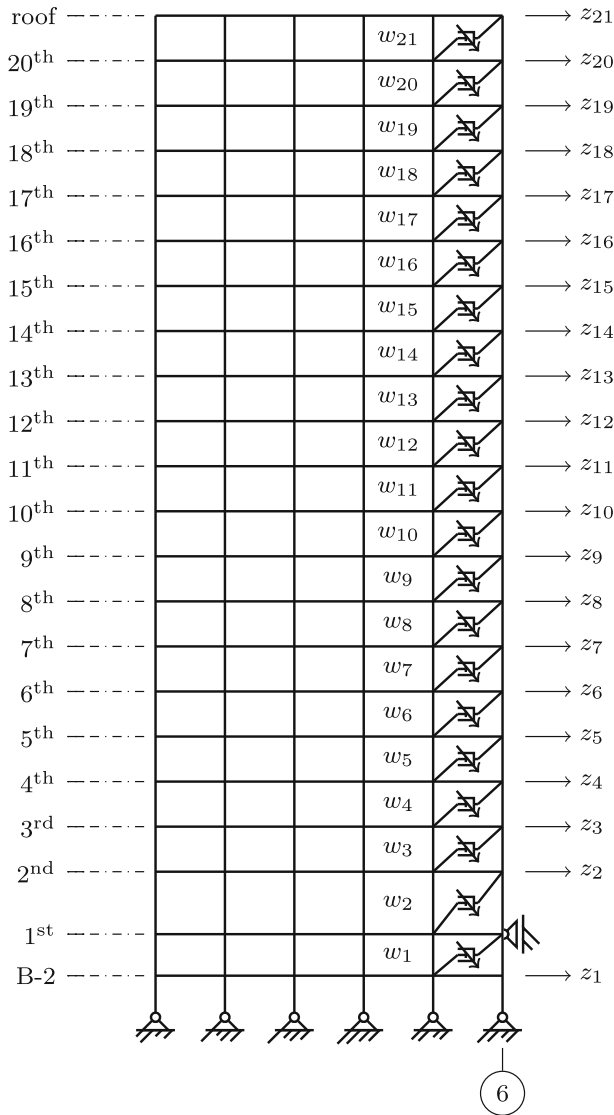 roof z₂₁
w₂₁
20ᵗʰ z₂₀
w₂₀
19ᵗʰ z₁₉
w₁₉
18ᵗʰ z₁₈
w₁₈
17ᵗʰ z₁₇
w₁₇
16ᵗʰ z₁₆
w₁₆
15ᵗʰ z₁₅
w₁₅
14ᵗʰ z₁₄
w₁₄
13ᵗʰ z₁₃
w₁₃
12ᵗʰ z₁₂
w₁₂
11ᵗʰ z₁₁
w₁₁
10ᵗʰ z₁₀
w₁₀
9ᵗʰ z₉
w₉
8ᵗʰ z₈
w₈
7ᵗʰ z₇
w₇
6ᵗʰ z₆
w₆
5ᵗʰ z₅
w₅
4ᵗʰ z₄
w₄
3ʳᵈ z₃
w₃
2ⁿᵈ z₂
w₂
1ˢᵗ
w₁
B-2 z₁
6